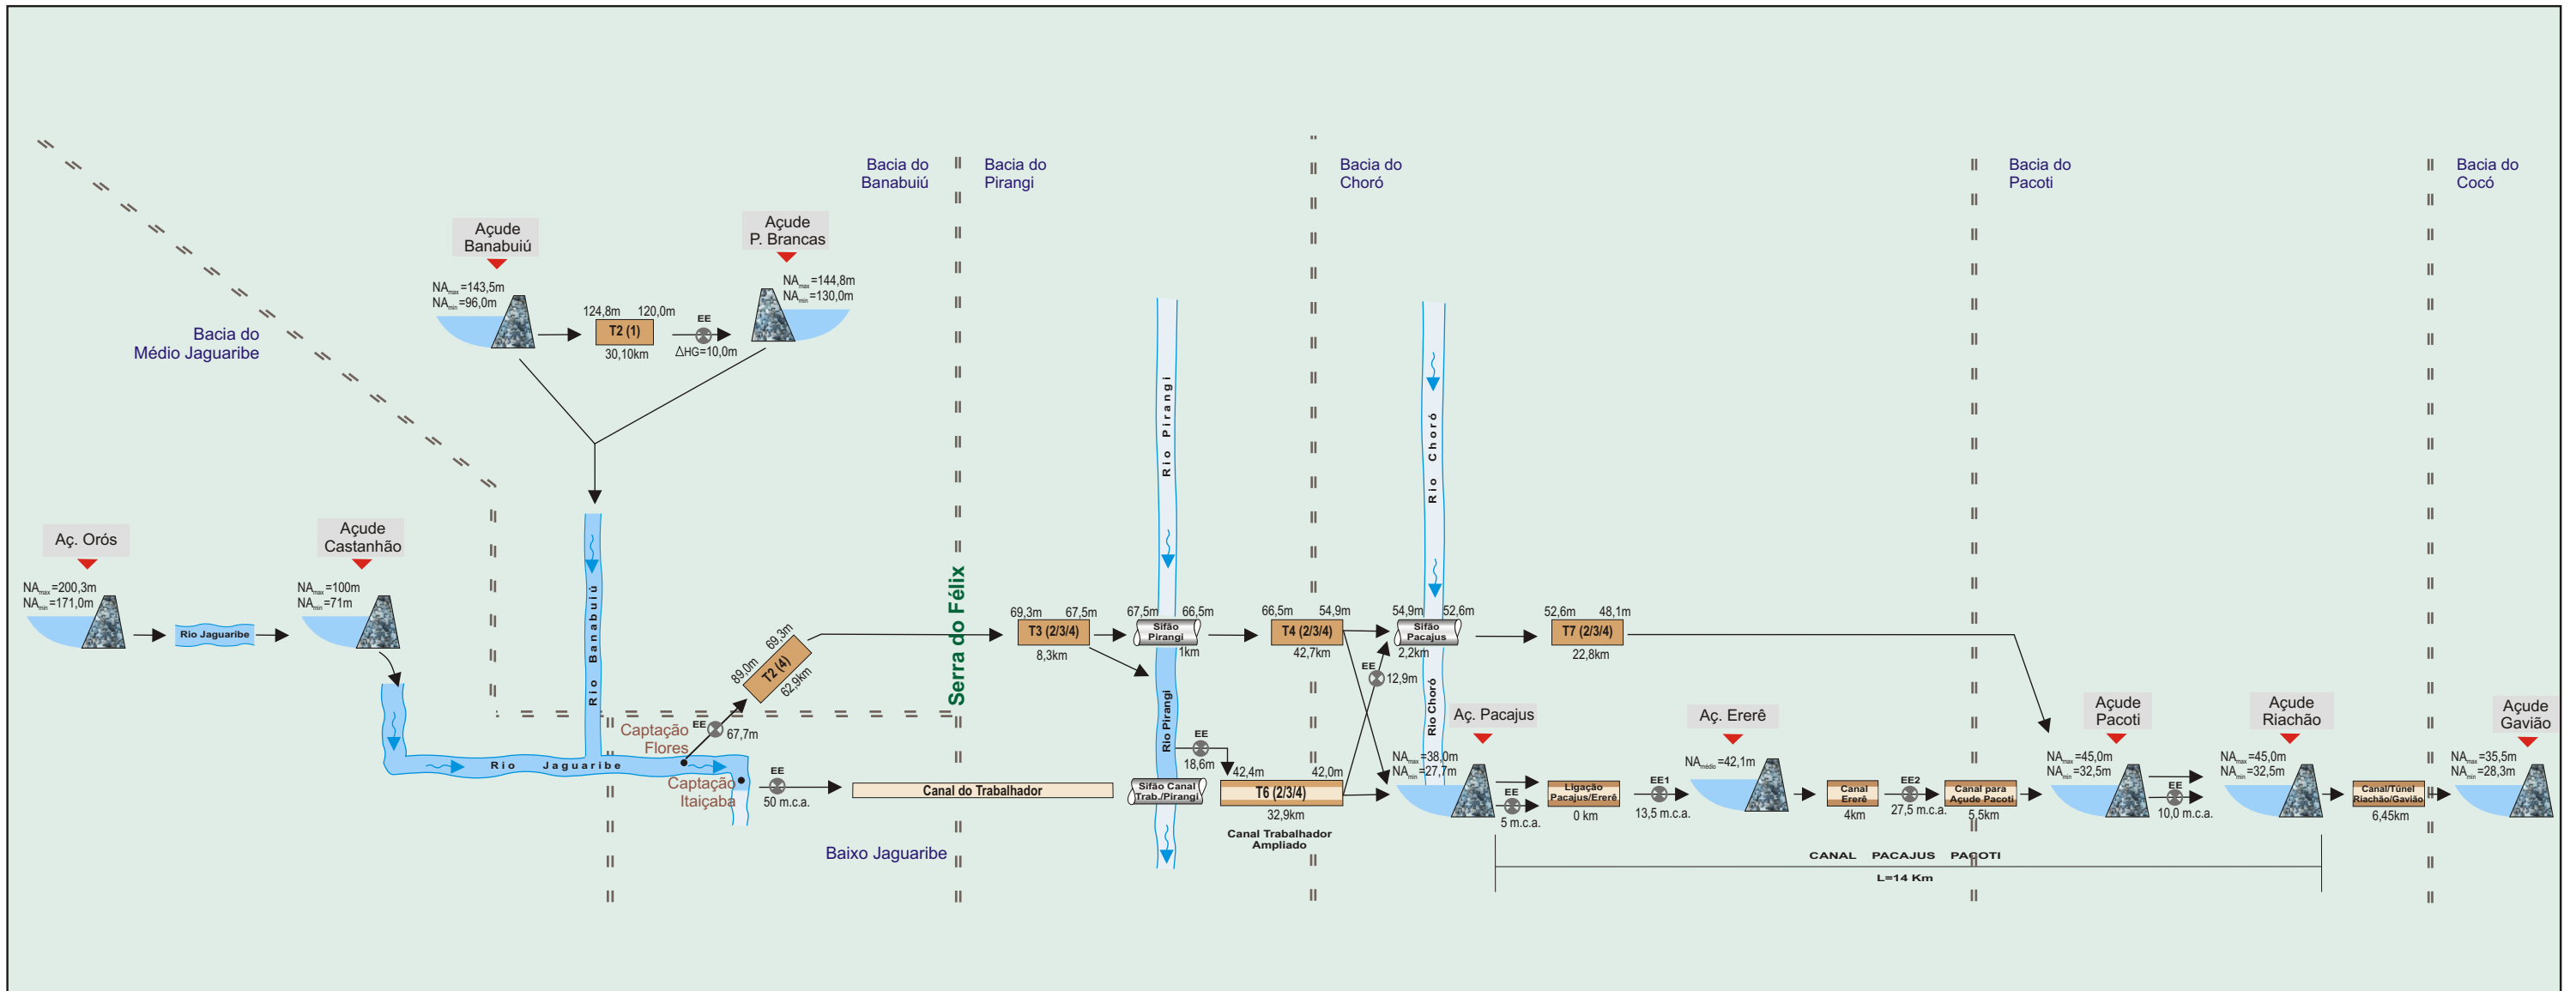 Bacia do
Banabuiú
Bacia do
Pirangi
Bacia do
Choró
Bacia do
Pacoti
Bacia do
Cocó
Açude
Banabuiú
Açude
P. Brancas
NAmax=143,5m
NAmin=96,0m
124,8m
120,0m
T2 (1)
30,10km
EE
ΔHG=10,0m
NAmax=144,8m
NAmin=130,0m
Bacia do
Médio Jaguaribe
Rio Pirangi
Rio Choró
Aç. Orós
NAmax=200,3m
NAmin=171,0m
Rio Jaguaribe
Açude
Castanhão
NAmax=100m
NAmin=71m
Rio Banabuiú
Rio Jaguaribe
Captação
Flores
EE
67,7m
89,0m
69,3m
T2 (4)
62,9km
Serra do Félix
69,3m
67,5m
T3 (2/3/4)
8,3km
67,5m
66,5m
Sifão
Pirangi
1km
66,5m
54,9m
T4 (2/3/4)
42,7km
54,9m
52,6m
Sifão
Pacajus
2,2km
52,6m
48,1m
T7 (2/3/4)
22,8km
EE
12,9m
Rio Pirangi
Rio Choró
Captação
Itaiçaba
EE
50 m.c.a.
Canal do Trabalhador
Sifão Canal
Trab./Pirangi
EE
18,6m
42,4m
42,0m
T6 (2/3/4)
32,9km
Canal Trabalhador
Ampliado
Aç. Pacajus
NAmax=38,0m
NAmin=27,7m
EE
5 m.c.a.
Ligação
Pacajus/Ererê
0 km
EE1
13,5 m.c.a.
Aç. Ererê
NAmédio=42,1m
Canal
Ererê
4km
EE2
27,5 m.c.a.
Canal para
Açude Pacoti
5,5km
Açude
Pacoti
NAmax=45,0m
NAmin=32,5m
EE
10,0 m.c.a.
Açude
Riachão
NAmax=45,0m
NAmin=32,5m
Canal/Túnel
Riachão/Gavião
6,45km
Açude
Gavião
NAmax=35,5m
NAmin=28,3m
Baixo Jaguaribe
CANAL PACAJUS PACOTI
L=14 Km